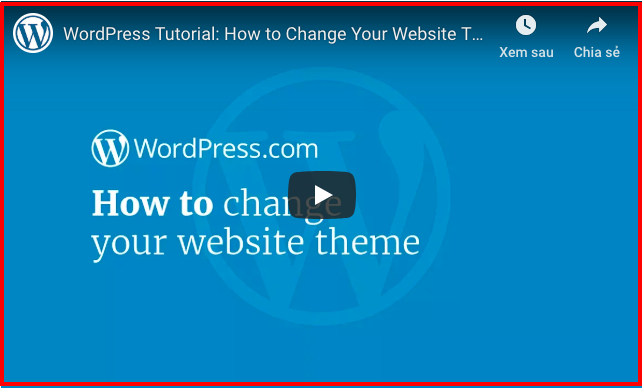 WordPress Tutorial: How to Change Your Website T...
Xem sau
Chia sẻ
WordPress.com
How to change
your website theme